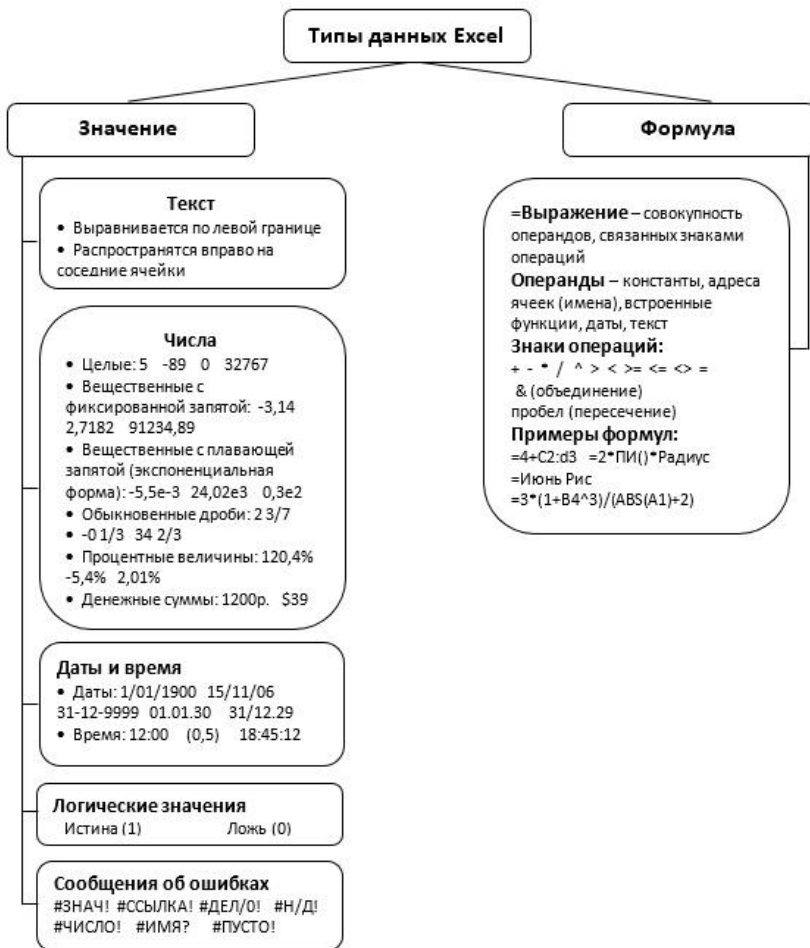 Типы данных Excel
Значение
Текст
• Выравнивается по левой границе
• Распространятся вправо на
соседние ячейки
Числа
• Целые: 5 -89 0 32767
• Вещественные с
фиксированной запятой: -3,14
2,7182 91234,89
• Вещественные с плавающей
запятой (экспоненциальная
форма): -5,5е-3 24,02е3 0,3е2
• Обыкновенные дроби: 2 3/7
• -0 1/3 34 2/3
• Процентные величины: 120,4%
-5,4% 2,01%
• Денежные суммы: 1200р. $39
Даты и время
• Даты: 1/01/1900 15/11/06
31-12-9999 01.01.30 31/12.29
• Время: 12:00 (0,5) 18:45:12
Логические значения
Истина (1) Ложь (0)
Сообщения об ошибках
#ЗНАЧ! #ССЫЛКА! #ДЕЛ/0! #Н/Д!
#ЧИСЛО! #ИМЯ? #ПУСТО!
Формула
=Выражение – совокупность
операндов, связанных знаками
операций
Операнды – константы, адреса
ячеек (имена), встроенные
функции, даты, текст
Знаки операций:
+ - * / ^ > < >= <= <> =
& (объединение)
пробел (пересечение)
Примеры формул:
=4+C2:d3 =2*ПИ()*Радиус
=Июнь Рис
=3*(1+B4^3)/(ABS(A1)+2)